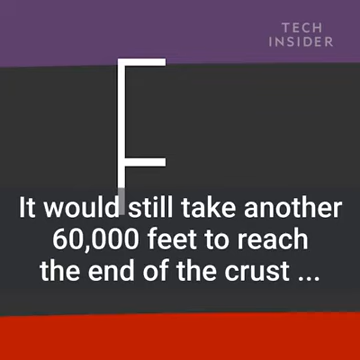 TECH
INSIDER
It would still take another
60,000 feet to reach
the end of the crust ...